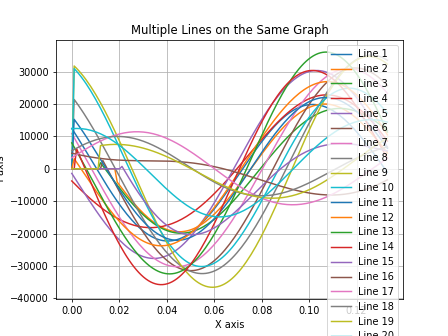 Multiple Lines on the Same Graph
30000
20000
10000
0
−10000
−20000
−30000
−40000
0.00
0.02
0.04
0.06
0.08
0.10
X axis
axis
Line 1
Line 2
Line 3
Line 4
Line 5
Line 6
Line 7
Line 8
Line 9
Line 10
Line 11
Line 12
Line 13
Line 14
Line 15
Line 16
Line 17
Line 18
Line 19
Line 20